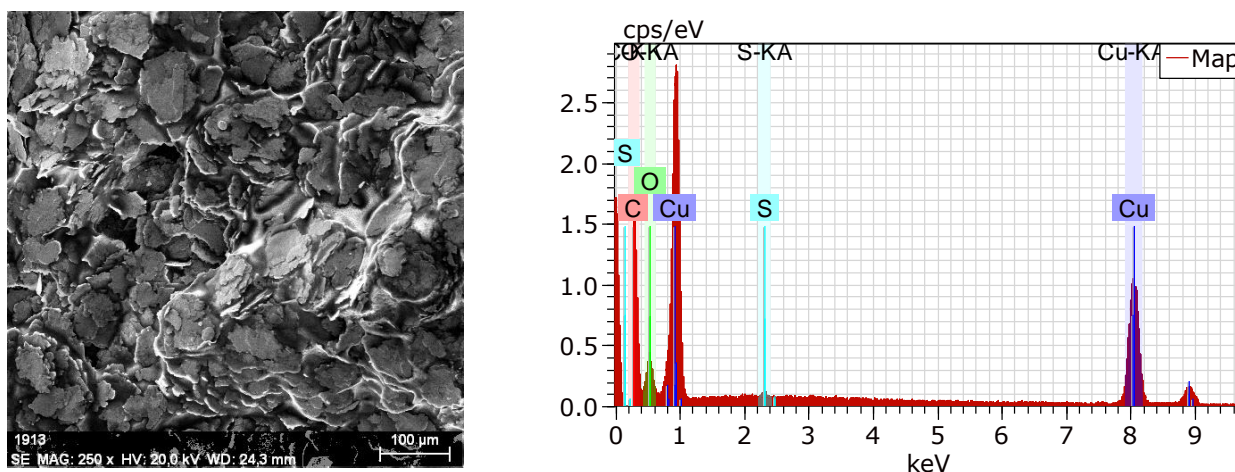 1913
100 µm
SE MAG: 250 x HV: 20,0 kV WD: 24,3 mm
cps/eV
S-KA
Cu-KA
Map
2.5
2.0
1.5
1.0
0.5
0.0
S
O
C
Cu
S
Cu
0 1 2 3 4 5 6 7 8 9
keV